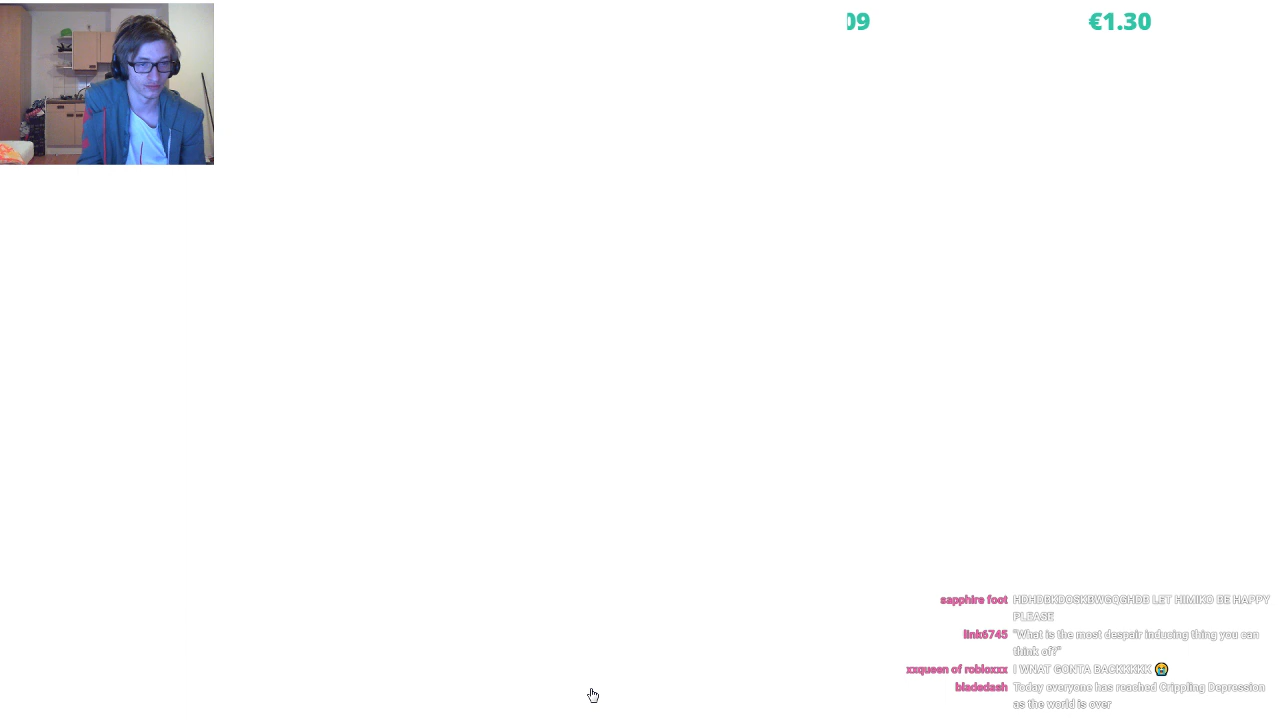 09
€1.30
sapphire foot HDHDBKDOSKBWGQGHDB LET HIMIKO BE HAPPY
PLEASE
link6745 "What is the most despair inducing thing you can
think of?"
xxqueen of robloxxx I WNAT GONTA BACKXXXX 😭
bladedash Today everyone has reached Crippling Depression
as the world is over